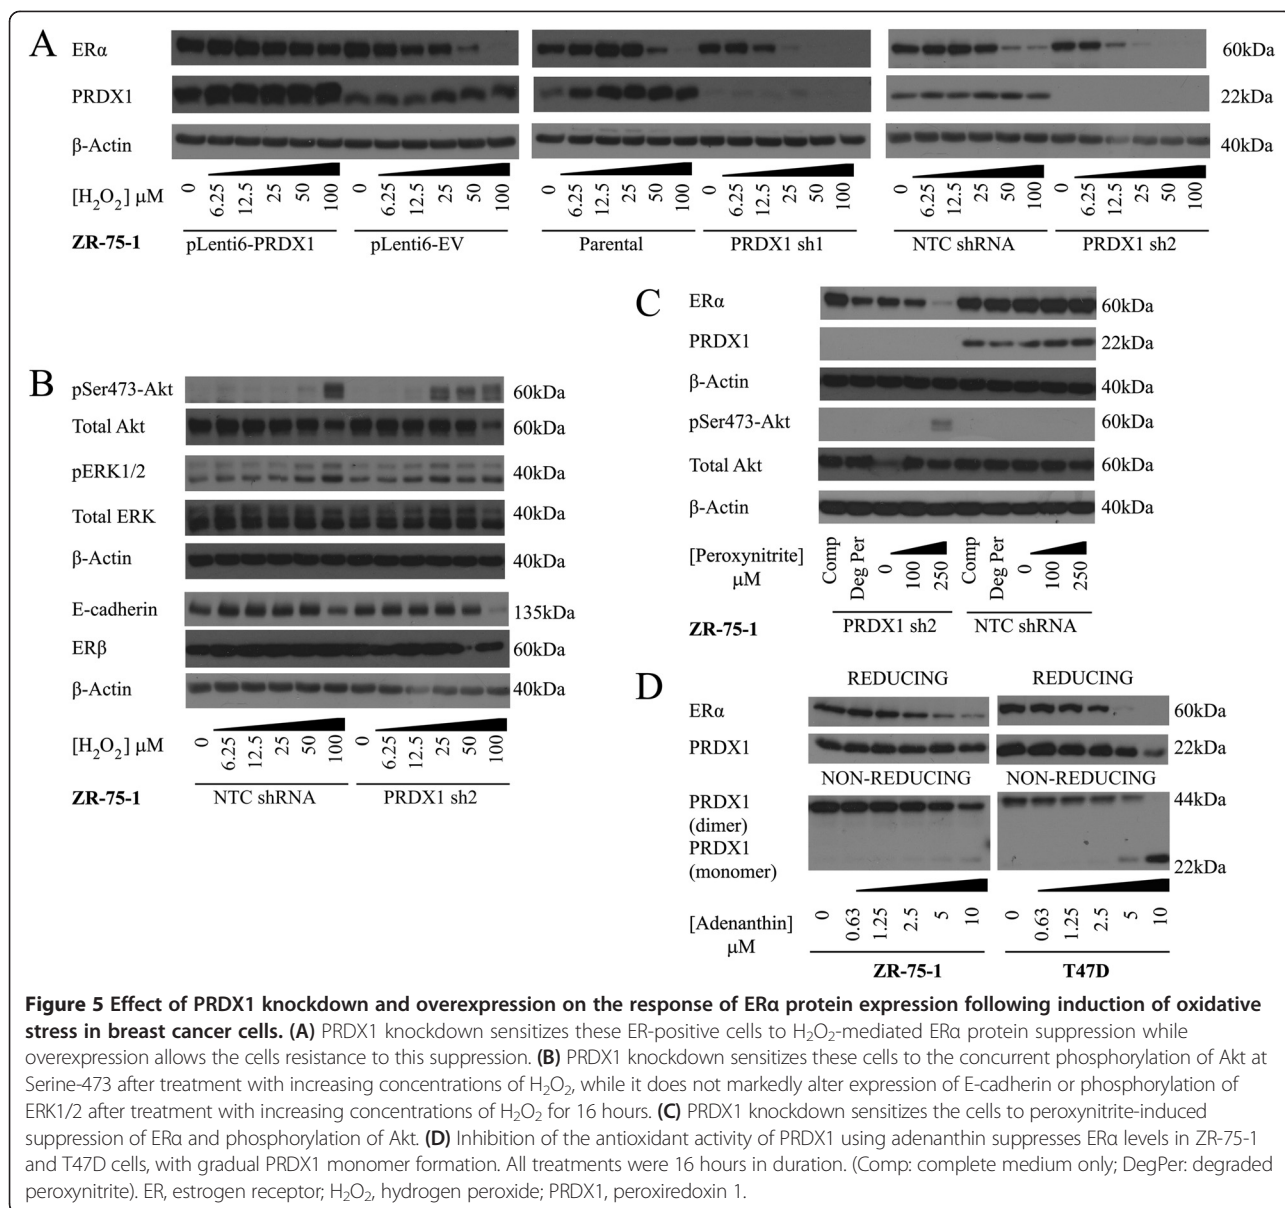 A
ERα
60kDa
PRDX1
22kDa
β-Actin
40kDa
[H2O2] µM
0 6.25 12.5 25 50 100 0 6.25 12.5 25 50 100 0 6.25 12.5 25 50 100 0 6.25 12.5 25 50 100 0 6.25 12.5 25 50 100 0 6.25 12.5 25 50 100
ZR-75-1 pLenti6-PRDX1 pLenti6-EV Parental PRDX1 sh1 NTC shRNA PRDX1 sh2
B
pSer473-Akt 60kDa
Total Akt 60kDa
pERK1/2 40kDa
Total ERK 40kDa
β-Actin 40kDa
E-cadherin 135kDa
ERβ 60kDa
β-Actin 40kDa
[H2O2] µM
0 6.25 12.5 25 50 100 0 6.25 12.5 25 50 100
ZR-75-1 NTC shRNA PRDX1 sh2
C
ERα 60kDa
PRDX1 22kDa
β-Actin 40kDa
pSer473-Akt 60kDa
Total Akt 60kDa
β-Actin 40kDa
[Peroxynitrite]
µM
Comp Deg Per 0 100 250 Comp Deg Per 0 100 250
ZR-75-1 PRDX1 sh2 NTC shRNA
D
REDUCING REDUCING
ERα 60kDa
PRDX1 22kDa
NON-REDUCING NON-REDUCING
PRDX1 44kDa
(dimer)
PRDX1
(monomer) 22kDa
[Adenanthin]
µM
0 0.63 1.25 2.5 5 10 0 0.63 1.25 2.5 5 10
ZR-75-1 T47D
Figure 5 Effect of PRDX1 knockdown and overexpression on the response of ERα protein expression following induction of oxidative
stress in breast cancer cells. (A) PRDX1 knockdown sensitizes these ER-positive cells to H2O2-mediated ERα protein suppression while
overexpression allows the cells resistance to this suppression. (B) PRDX1 knockdown sensitizes these cells to the concurrent phosphorylation of Akt at
Serine-473 after treatment with increasing concentrations of H2O2, while it does not markedly alter expression of E-cadherin or phosphorylation of
ERK1/2 after treatment with increasing concentrations of H2O2 for 16 hours. (C) PRDX1 knockdown sensitizes the cells to peroxynitrite-induced
suppression of ERα and phosphorylation of Akt. (D) Inhibition of the antioxidant activity of PRDX1 using adenanthin suppresses ERα levels in ZR-75-1
and T47D cells, with gradual PRDX1 monomer formation. All treatments were 16 hours in duration. (Comp: complete medium only; DegPer: degraded
peroxynitrite). ER, estrogen receptor; H2O2, hydrogen peroxide; PRDX1, peroxiredoxin 1.